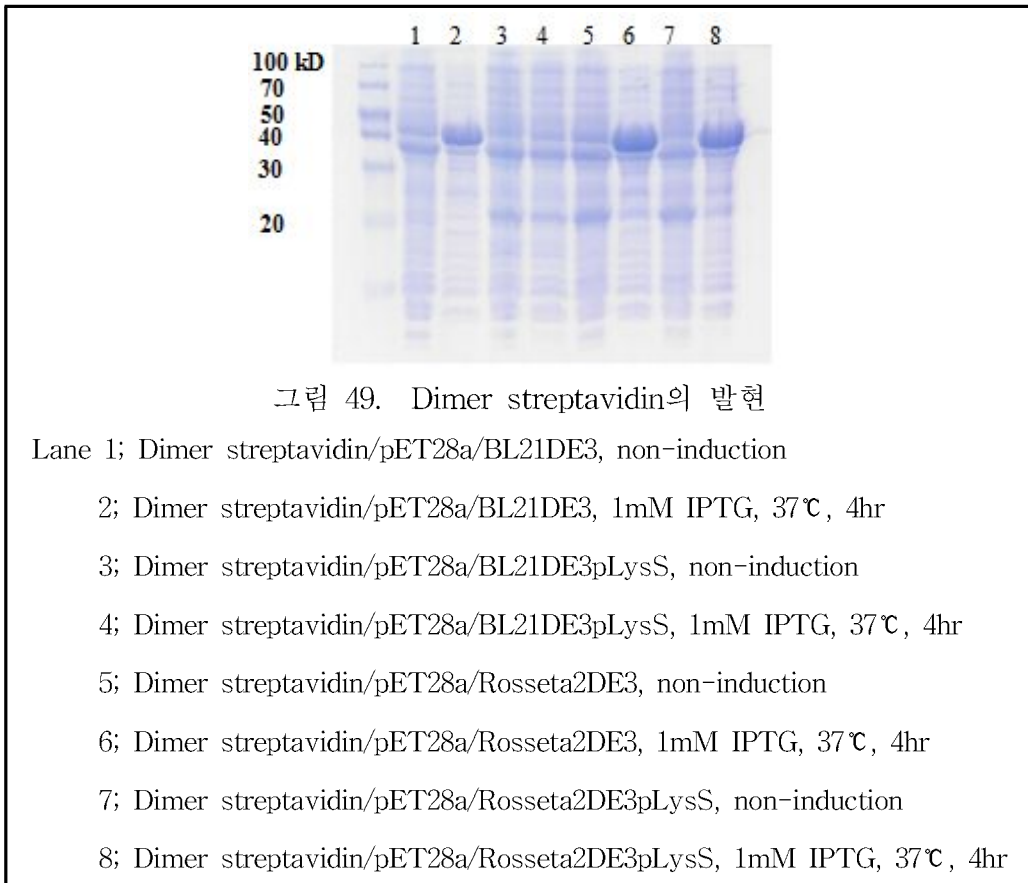 1 2 3 4 5 6 7 8
100 kD
70
50
40
30
20
그림 49. Dimer streptavidin의 발현
Lane 1; Dimer streptavidin/pET28a/BL21DE3, non-induction
2; Dimer streptavidin/pET28a/BL21DE3, 1mM IPTG, 37℃, 4hr
3; Dimer streptavidin/pET28a/BL21DE3pLysS, non-induction
4; Dimer streptavidin/pET28a/BL21DE3pLysS, 1mM IPTG, 37℃, 4hr
5; Dimer streptavidin/pET28a/Rosseta2DE3, non-induction
6; Dimer streptavidin/pET28a/Rosseta2DE3, 1mM IPTG, 37℃, 4hr
7; Dimer streptavidin/pET28a/Rosseta2DE3pLysS, non-induction
8; Dimer streptavidin/pET28a/Rosseta2DE3pLysS, 1mM IPTG, 37℃, 4hr